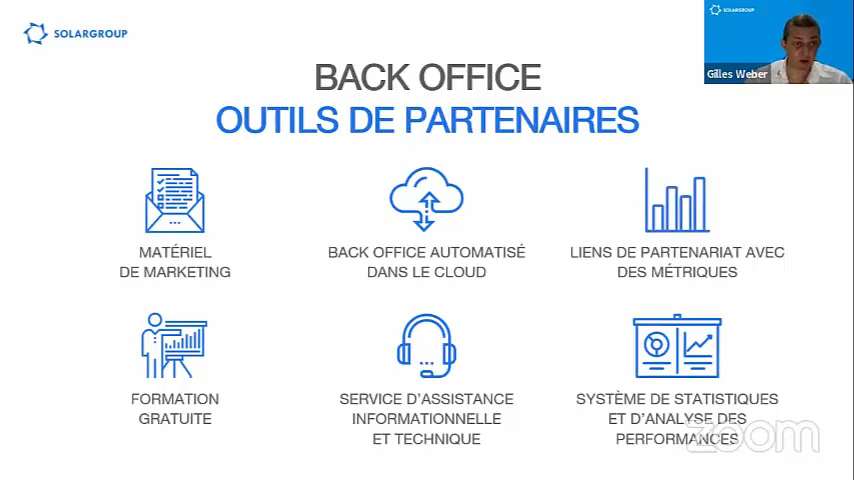 SOLARGROUP
SOLARGROUP
Gilles Weber
BACK OFFICE
OUTILS DE PARTENAIRES
MATÉRIEL
DE MARKETING
BACK OFFICE AUTOMATISÉ
DANS LE CLOUD
LIENS DE PARTENARIAT AVEC
DES MÉTRIQUES
FORMATION
GRATUITE
SERVICE D'ASSISTANCE
INFORMATIONNELLE
ET TECHNIQUE
SYSTÈME DE STATISTIQUES
ET D'ANALYSE DES
PERFORMANCES
zoom